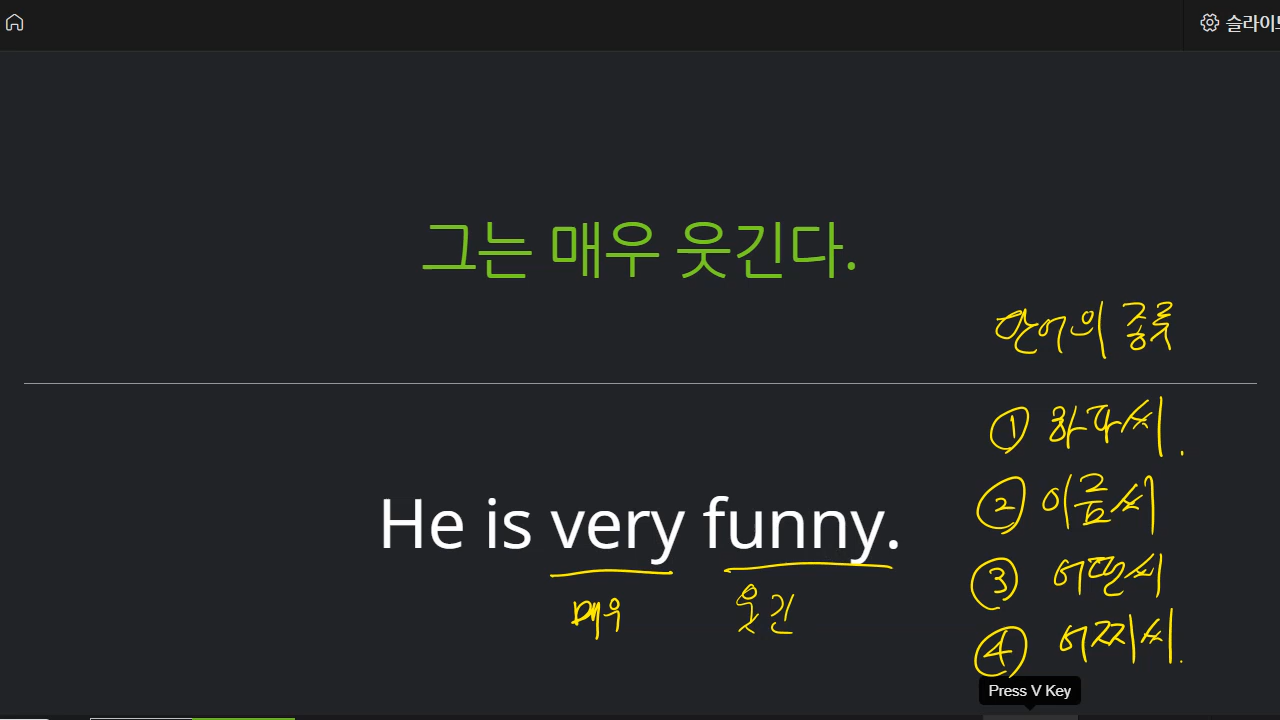 슬라이드
그는 매우 웃긴다.
단어의 종류
① 하다씨.
② 이름씨
He is very funny.
매우 웃긴
③ 어떤씨
④ 어찌씨.
Press V Key